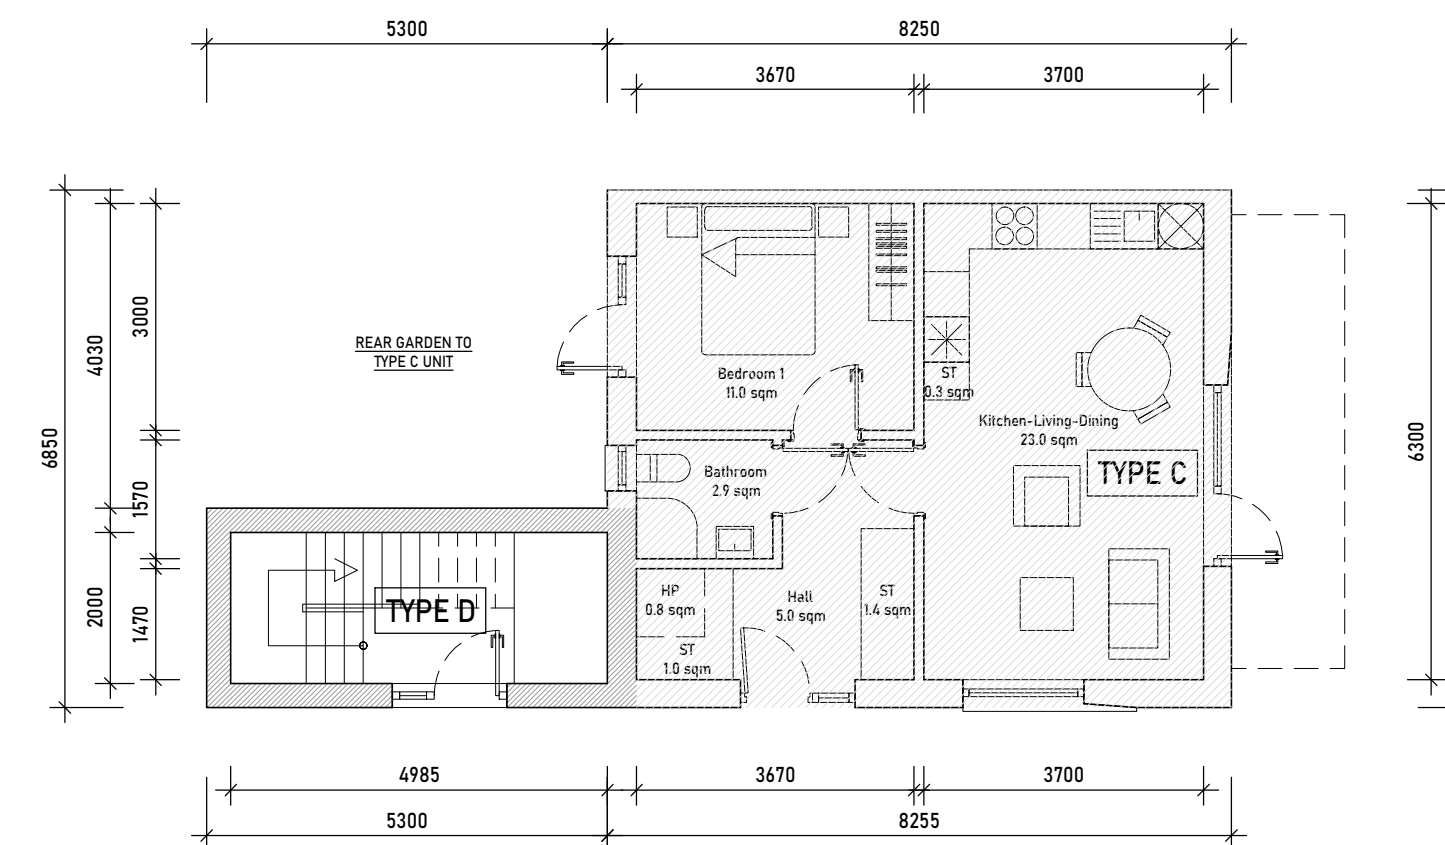 5300
8250
3670
3700
6850
4030
3000
1570
2000
1470
6300
REAR GARDEN TO
TYPE C UNIT
Bedroom 1
11.0 sqm
ST
0.3 sqm
Kitchen-Living-Dining
23.0 sqm
TYPE C
Bathroom
2.9 sqm
TYPE D
HP
0.8 sqm
ST
1.0 sqm
Hall
5.0 sqm
ST
1.4 sqm
4985
3670
3700
5300
8255